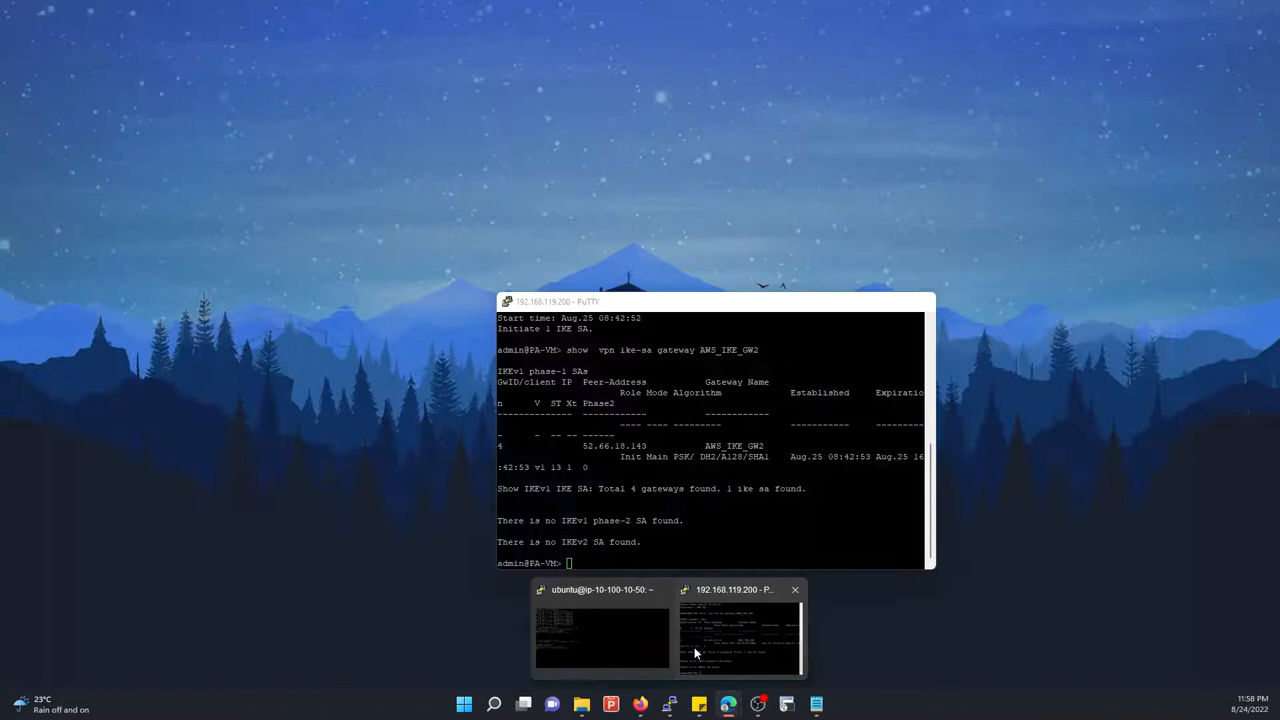 192.168.119.200 - PuTTY
Start time: Aug.25 08:42:52
Initiate 1 IKE SA.
admin@PA-VM> show  vpn ike-sa gateway AWS_IKE_GW2
IKEv1 phase-1 SAs
GwID/client IP  Peer-Address           Gateway Name
Role Mode Algorithm             Established     Expiratio
n      V  ST Xt Phase2
--------------  ------------           ------------
---- ---- ---------             -----------     ---------
-      -  -- -- ------
4               52.66.18.143           AWS_IKE_GW2
Init Main PSK/ DH2/A128/SHA1    Aug.25 08:42:53 Aug.25 16
:42:53 v1 13 1  0
Show IKEv1 IKE SA: Total 4 gateways found. 1 ike sa found.
There is no IKEv1 phase-2 SA found.
There is no IKEv2 SA found.
admin@PA-VM>
ubuntu@ip-10-100-10-50: ~
192.168.119.200 - P...
23°C
Rain off and on
11:58 PM
8/24/2022